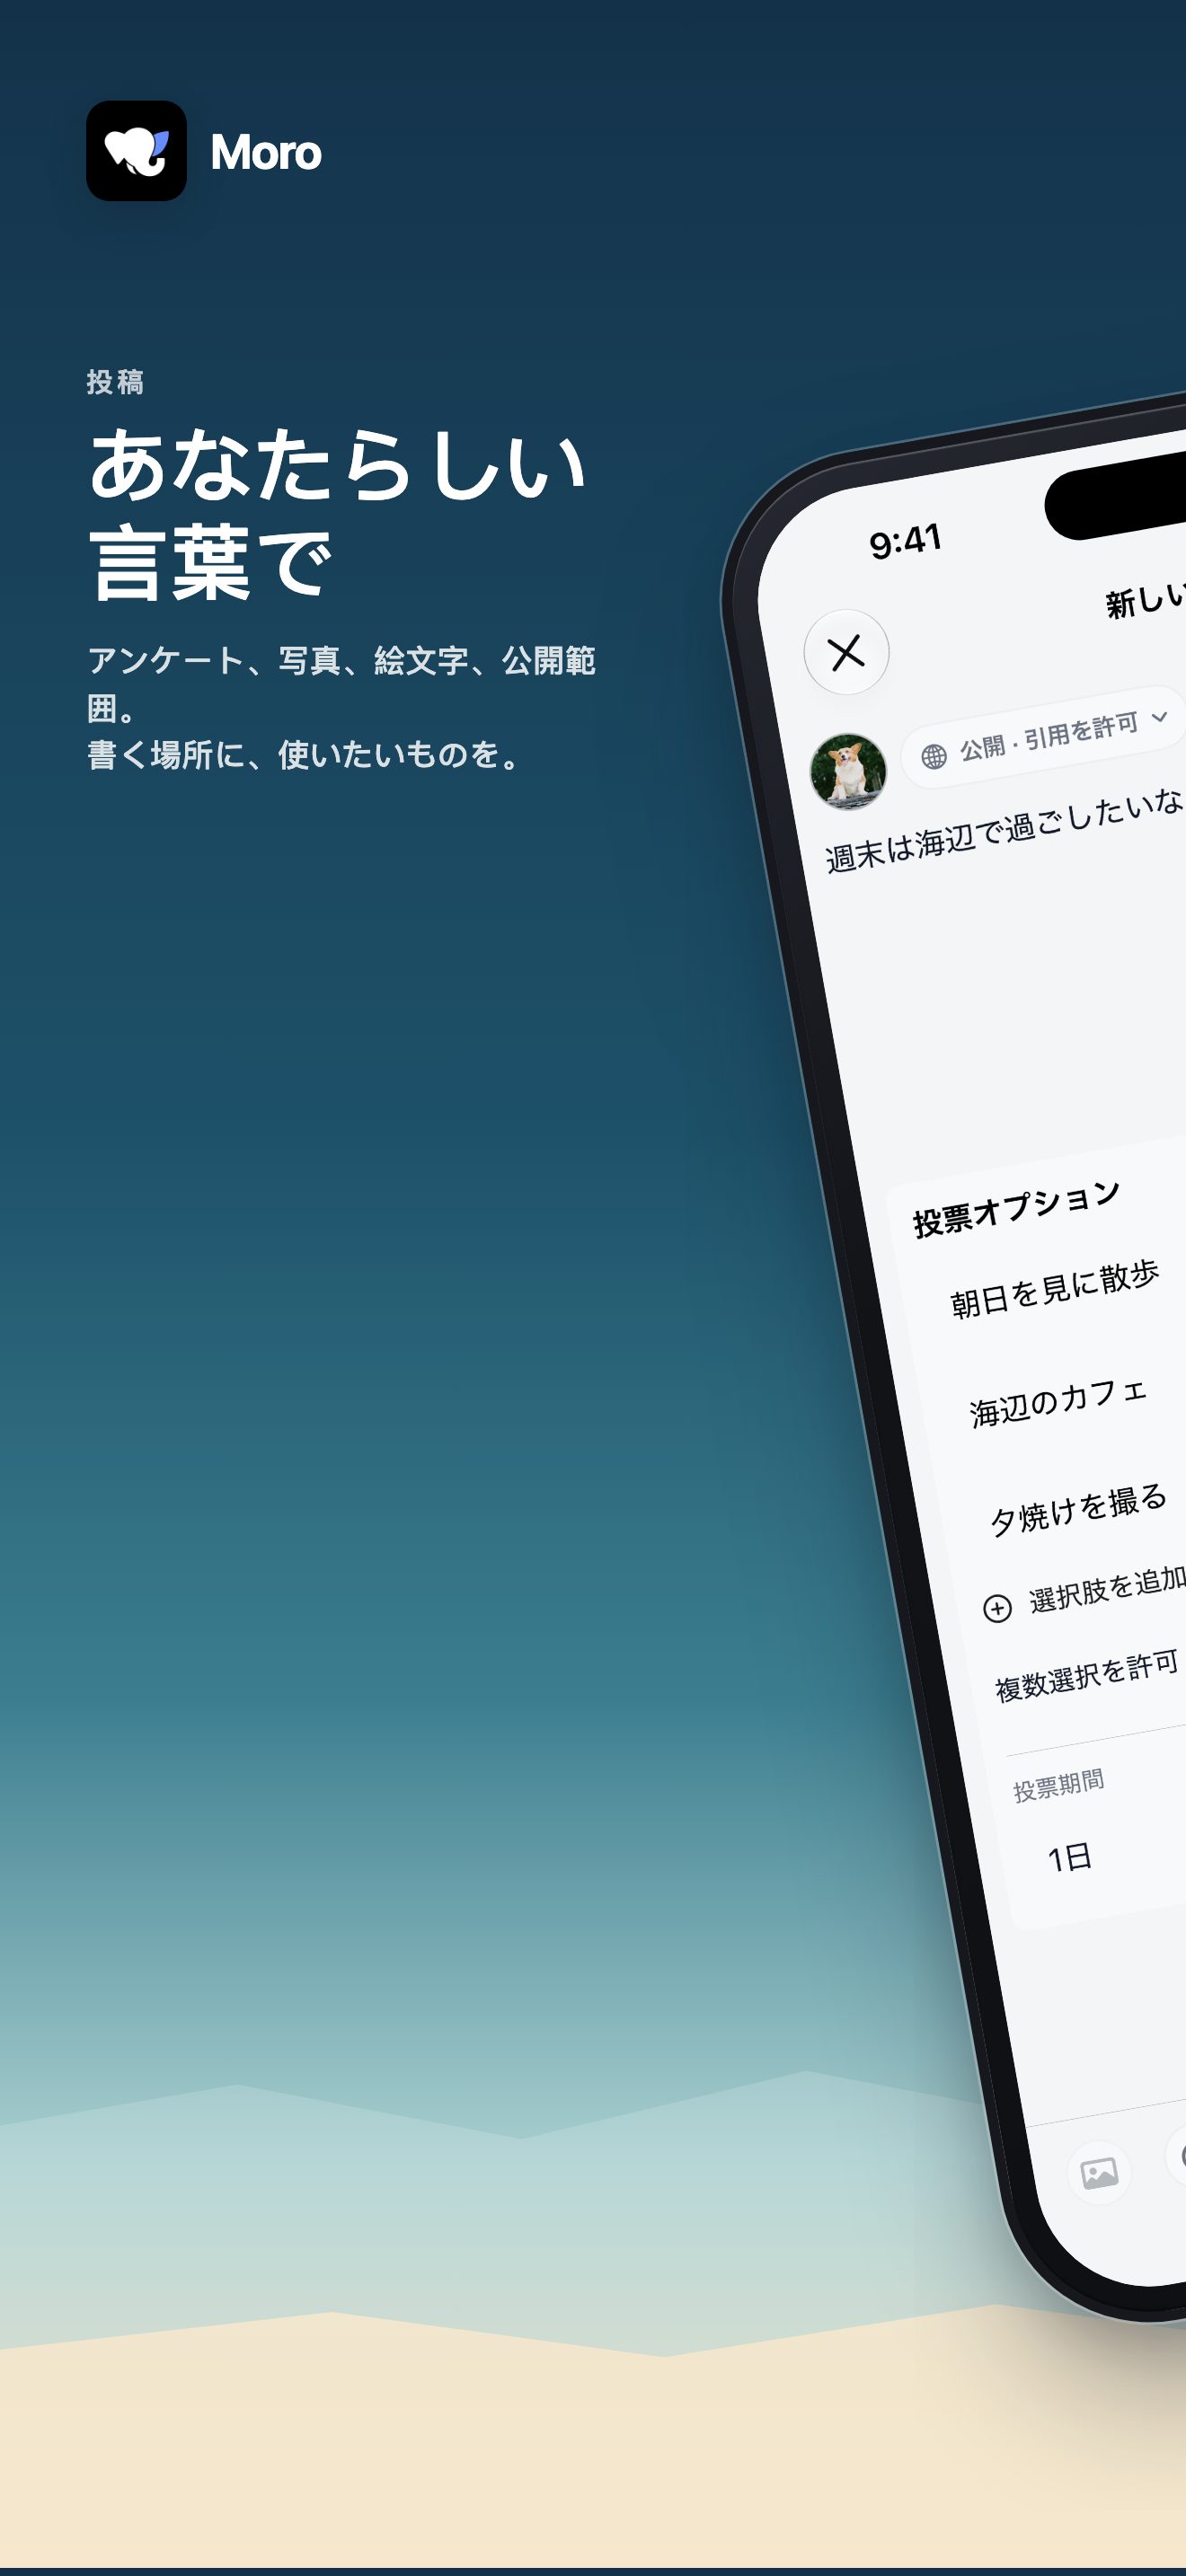 Moro
投稿
あなたらしい
言葉で
アンケート、写真、絵文字、公開範
囲。
書く場所に、使いたいものを。
9:41
新しい
公開 · 引用を許可
週末は海辺で過ごしたいな
投票オプション
朝日を見に散歩
海辺のカフェ
夕焼けを撮る
選択肢を追加
複数選択を許可
投票期間
1日